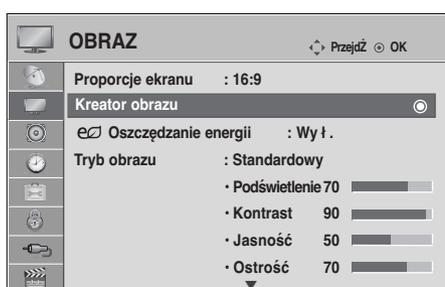 OBRAZ PrzejdŹ OK
Proporcje ekranu : 16:9
Kreator obrazu
Oszczędzanie energii : Wył.
Tryb obrazu : Standardowy
• Podświetlenie 70
• Kontrast 90
• Jasność 50
• Ostrość 70